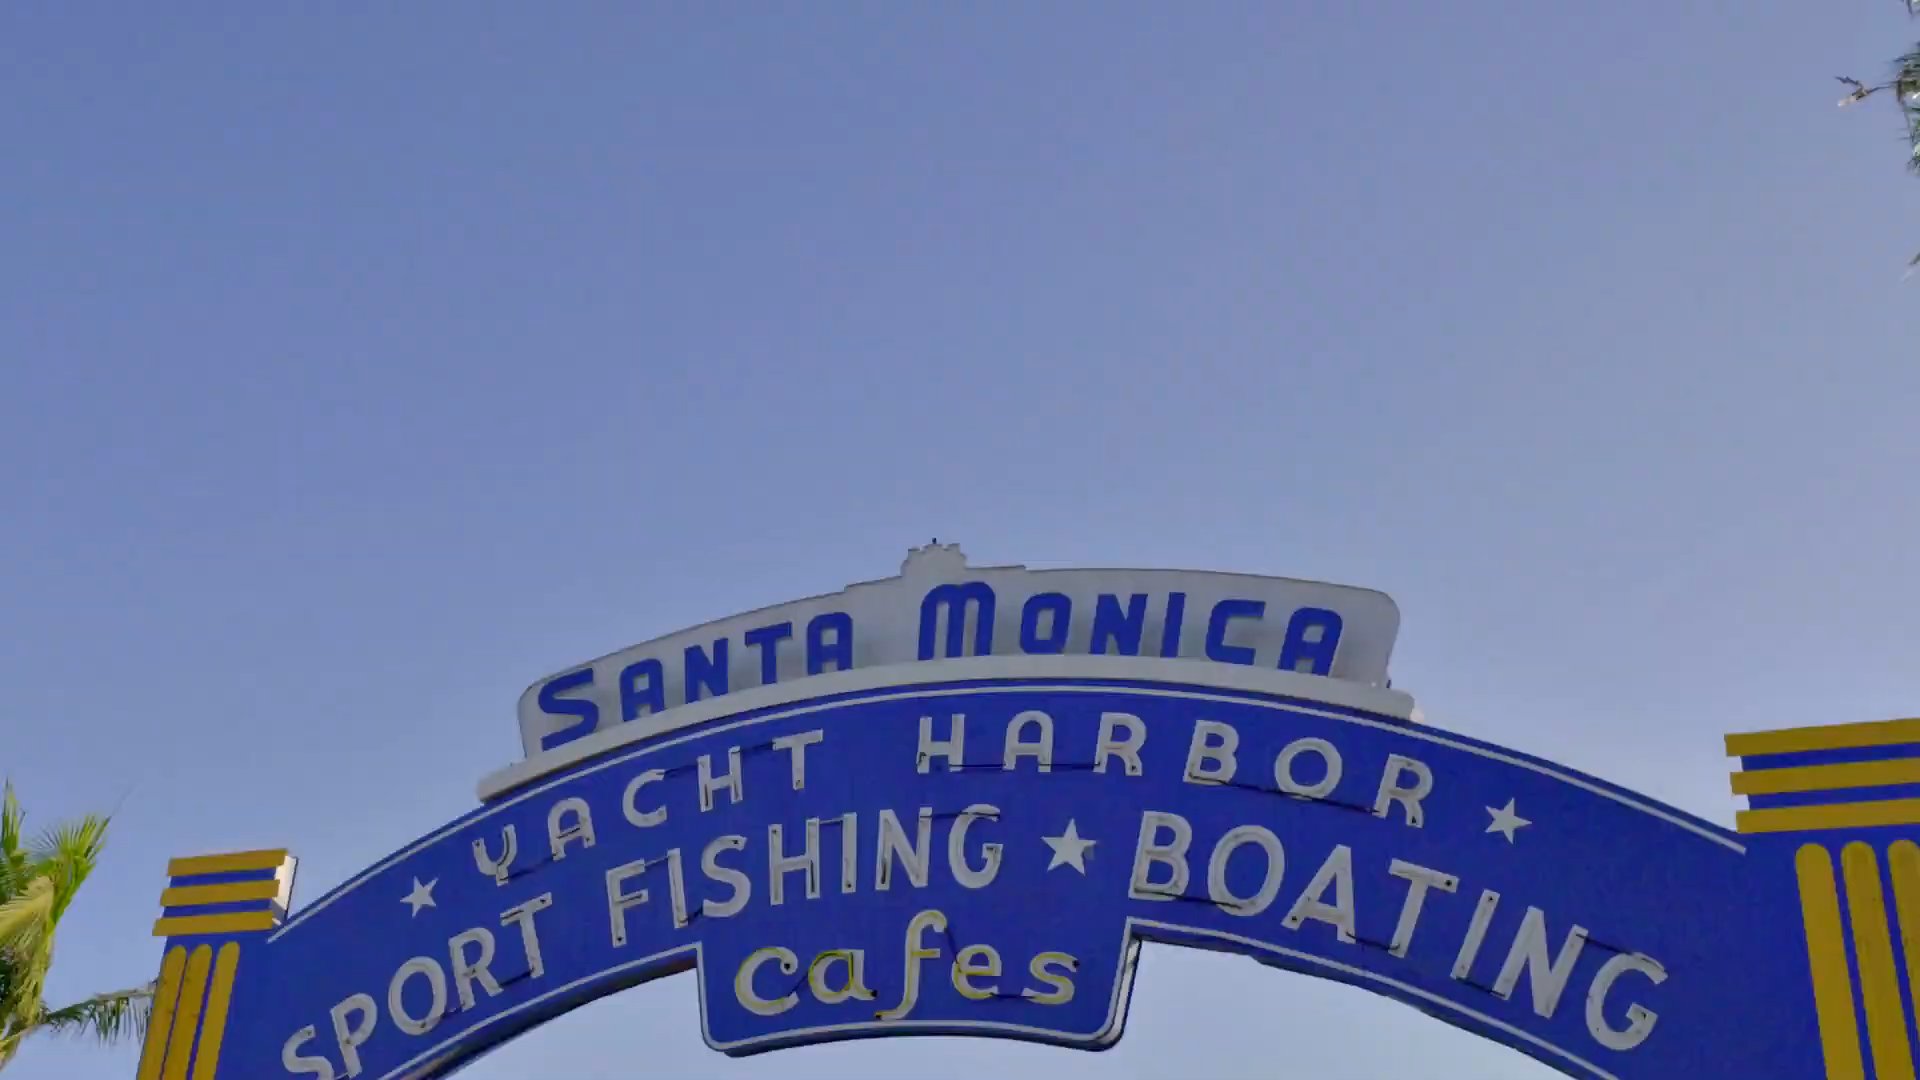 SANTA MONICA
YACHT HARBOR
SPORT FISHING ★ BOATING
cafes